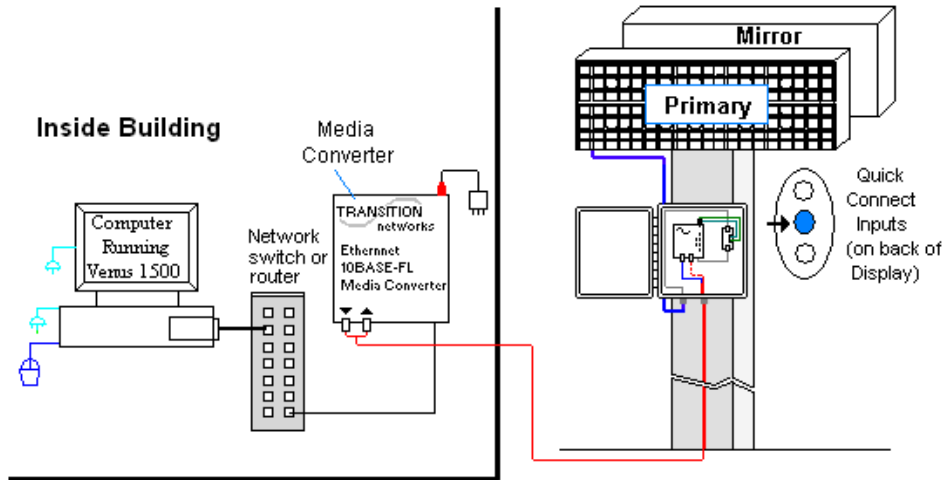 Inside Building
Computer
Running
Venus 1500
Network
switch or
router
Media
Converter
TRANSITION
networks
Ethernnet
10BASE-FL
Media Converter
Mirror
Primary
Quick
Connect
Inputs
(on back of
Display)